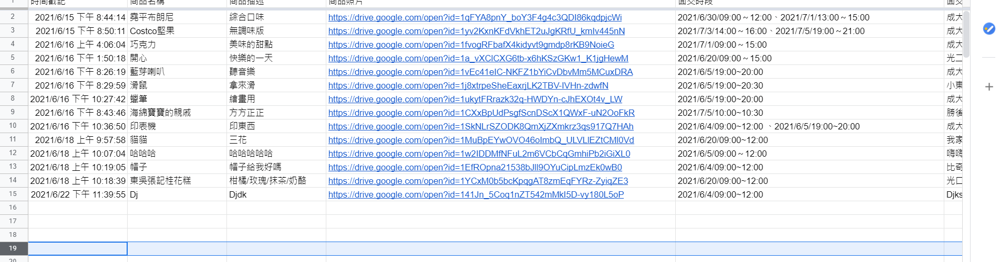 1 時間戳記 商品名稱 商品描述 商品照片 面交時段 面交
2 2021/6/15 下午 8:44:14 堯平布朗尼 綜合口味 https://drive.google.com/open?id=1qFYA8pnY_boY3F4g4c3QDI86kqdpjcWi 2021/6/30/09:00～12:00、2021/7/1/13:00～15:00 成大
3 2021/6/15 下午 8:50:11 Costco堅果 無調味版 https://drive.google.com/open?id=1yv2KxnKFdVkhET2uJgKRfU_kmIv445nN 2021/7/3/14:00～16:00、2021/7/5/19:00～21:00 成大
4 2021/6/16 上午 4:06:04 巧克力 美味的甜點 https://drive.google.com/open?id=1fvogRFbafX4kidyvt9gmdp8rKB9NoieG 2021/7/1/09:00～15:00 成大
5 2021/6/16 下午 1:50:18 開心 快樂的一天 https://drive.google.com/open?id=1a_vXClCXG6tb-x6hKSzGKw1_K1jgHewM 2021/6/20/09:00～15:00 光二
6 2021/6/16 下午 8:26:19 藍芽喇叭 聽音樂 https://drive.google.com/open?id=1vEc41eIC-NKFZ1bYiCvDbvMm5MCuxDRA 2021/6/5/19:00~20:00 成大
7 2021/6/16 下午 8:29:59 滑鼠 拿來滑 https://drive.google.com/open?id=1j8xtrpeSheEaxrjLK2TBV-IVHn-zdwfN 2021/6/5/19:00~20:30 小東
8 2021/6/16 下午 10:27:42 蠟筆 繪畫用 https://drive.google.com/open?id=1ukytFRrazk32q-HWDYn-cJhEXOt4v_LW 2021/6/5/19:00~20:00 成大
9 2021/6/16 下午 8:43:46 海綿寶寶的親戚 方方正正 https://drive.google.com/open?id=1CXxBpUdPsgfScnDScX1QWxF-uN2OoFkR 2021/7/5/10:00~10:30 勝後
10 2021/6/16 下午 10:36:50 印表機 印東西 https://drive.google.com/open?id=1SkNLrSZODK8QmXjZXmkrz3qs917Q7HAh 2021/6/4/09:00~12:00 、2021/6/5/19:00~20:00 成大
11 2021/6/18 上午 9:57:58 貓貓 三花 https://drive.google.com/open?id=1MuBpEYwOVO46oImbQ_ULVLlEZtCMl0Vd 2021/6/20/09:00~12:00 我家
12 2021/6/18 上午 10:07:04 哈哈哈 哈哈哈哈哈 https://drive.google.com/open?id=1w2IDDMfNFuL2m6VCbCqGmhiPb2iGiXL0 2021/6/5/09:00～12:00 嗨嗨
13 2021/6/18 上午 10:19:05 帽子 帽子給我好嗎 https://drive.google.com/open?id=1EfROpna21538bJll9OYuCipLmzEk0wB0 2021/6/4/09:00~12:00 比奇
14 2021/6/18 上午 10:18:39 東吳張記桂花糕 柑橘/玫瑰/抹茶/奶酪 https://drive.google.com/open?id=1YCxM0b5bcKpqgAT8zmEqFYRz-ZyiqZE3 2021/6/20/09:00~12:00 光口
15 2021/6/22 下午 11:39:55 Dj Djdk https://drive.google.com/open?id=141Jn_5Coq1nZT542mMkI5D-vy180L5oP 2021/6/4/09:00~12:00 Djks
16
17
18
19
20